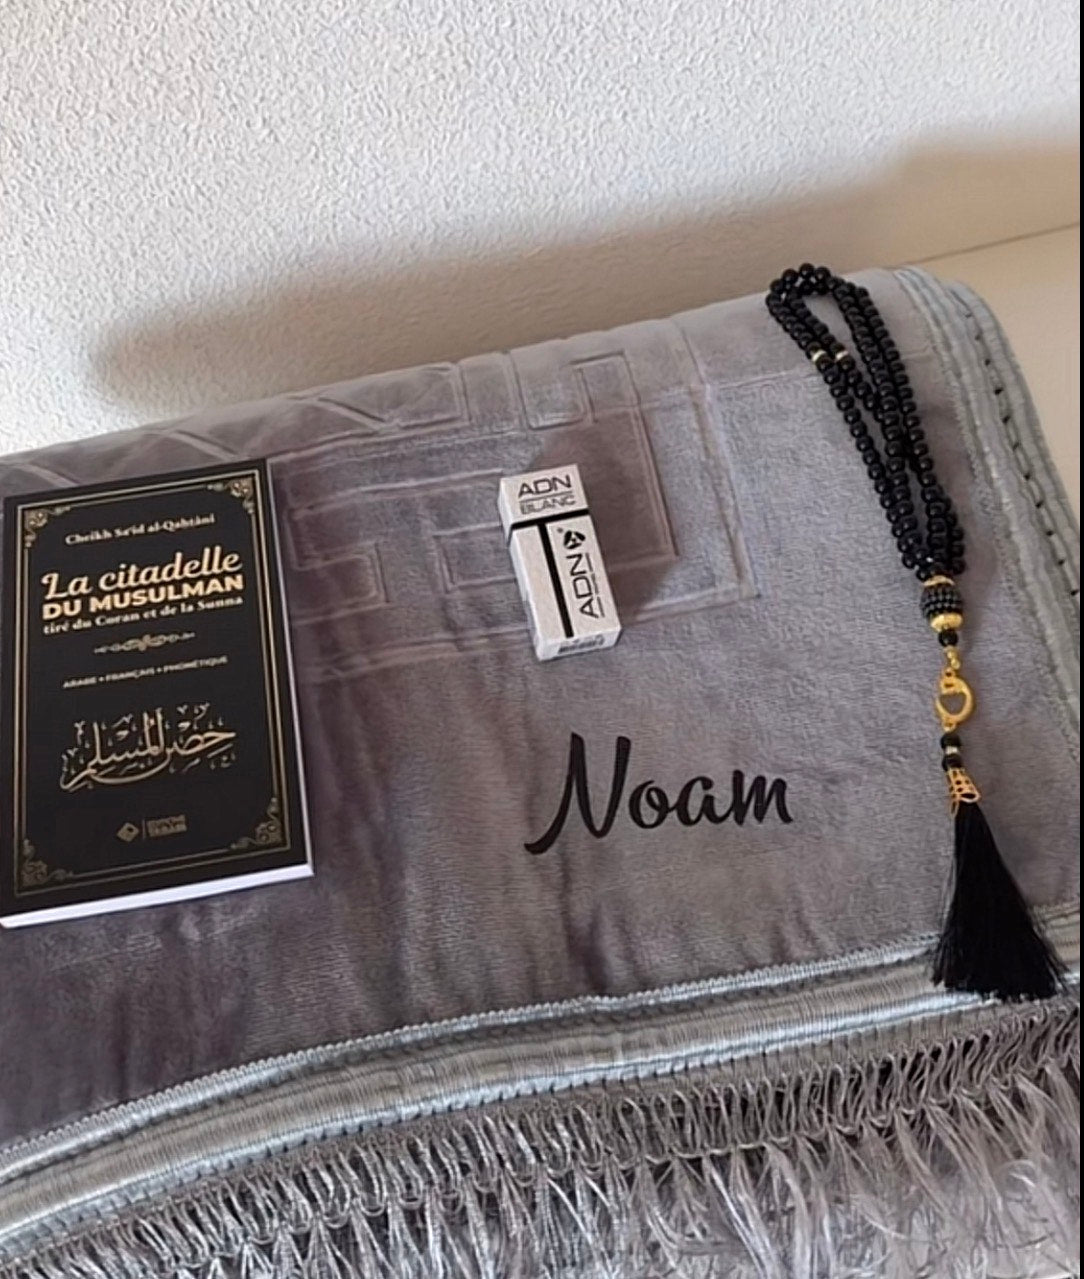 Cheikh Sa'id al-Qahtânî
La citadelle
DU MUSULMAN
tiré du Coran et de la Sunna
ARABE • FRANÇAIS • PHONÉTIQUE
حصن المسلم
ADN
BLANC
ADN
Noam